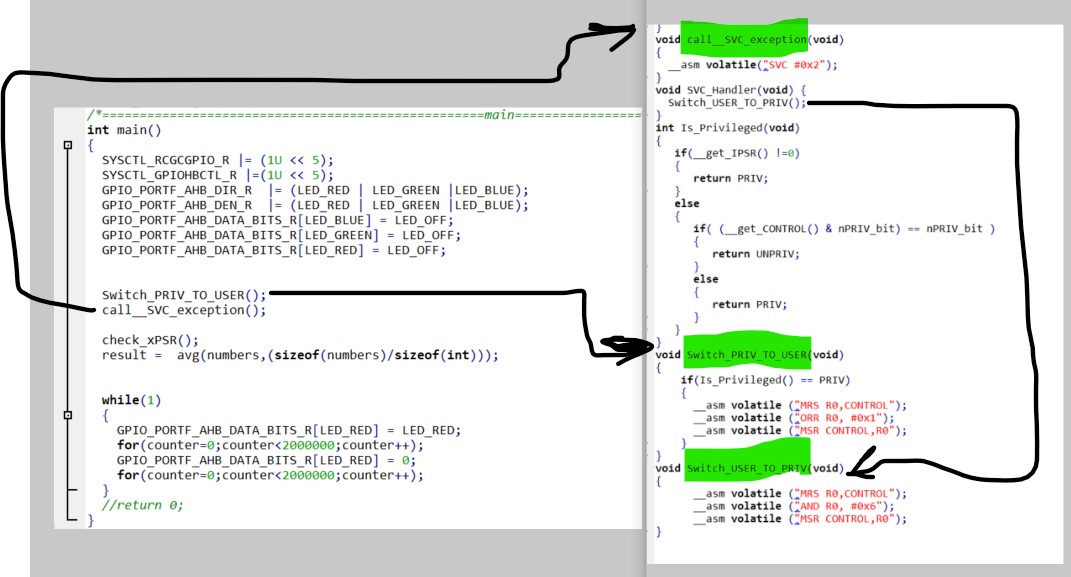 /*===================================================main=================
int main()
{
SYSCTL_RCGCGPIO_R |= (1U << 5);
SYSCTL_GPIOHBCTL_R |=(1U << 5);
GPIO_PORTF_AHB_DIR_R |= (LED_RED | LED_GREEN |LED_BLUE);
GPIO_PORTF_AHB_DEN_R |= (LED_RED | LED_GREEN |LED_BLUE);
GPIO_PORTF_AHB_DATA_BITS_R[LED_BLUE] = LED_OFF;
GPIO_PORTF_AHB_DATA_BITS_R[LED_GREEN] = LED_OFF;
GPIO_PORTF_AHB_DATA_BITS_R[LED_RED] = LED_OFF;
Switch_PRIV_TO_USER();
call__SVC_exception();
check_xPSR();
result = avg(numbers,(sizeof(numbers)/sizeof(int)));
while(1)
{
GPIO_PORTF_AHB_DATA_BITS_R[LED_RED] = LED_RED;
for(counter=0;counter<2000000;counter++);
GPIO_PORTF_AHB_DATA_BITS_R[LED_RED] = 0;
for(counter=0;counter<2000000;counter++);
}
//return 0;
}
}
void call__SVC_exception(void)
{
__asm volatile("SVC #0x2");
}
void SVC_Handler(void) {
Switch_USER_TO_PRIV();
}
int Is_Privileged(void)
{
if(__get_IPSR() !=0)
{
return PRIV;
}
else
{
if( (__get_CONTROL() & nPRIV_bit) == nPRIV_bit )
{
return UNPRIV;
}
else
{
return PRIV;
}
}
}
void Switch_PRIV_TO_USER(void)
{
if(Is_Privileged() == PRIV)
{
__asm volatile ("MRS R0,CONTROL");
__asm volatile ("ORR R0, #0x1");
__asm volatile ("MSR CONTROL,R0");
}
}
void Switch_USER_TO_PRIV(void)
{
__asm volatile ("MRS R0,CONTROL");
__asm volatile ("AND R0, #0x6");
__asm volatile ("MSR CONTROL,R0");
}